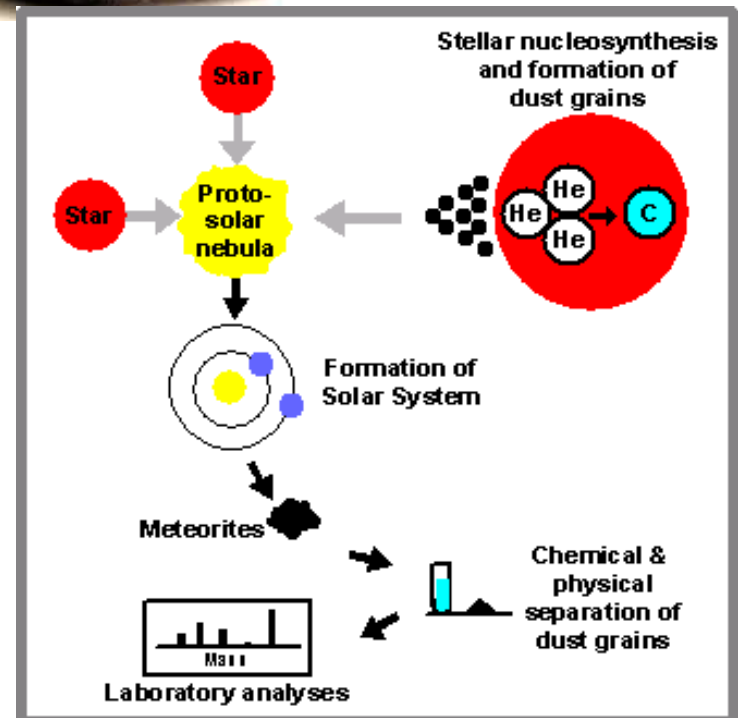 Stellar nucleosynthesis
and formation of
dust grains
Star
He
He
He
C
Star
Proto-
solar
nebula
Formation of
Solar System
Meteorites
Chemical &
physical
separation of
dust grains
Laboratory analyses